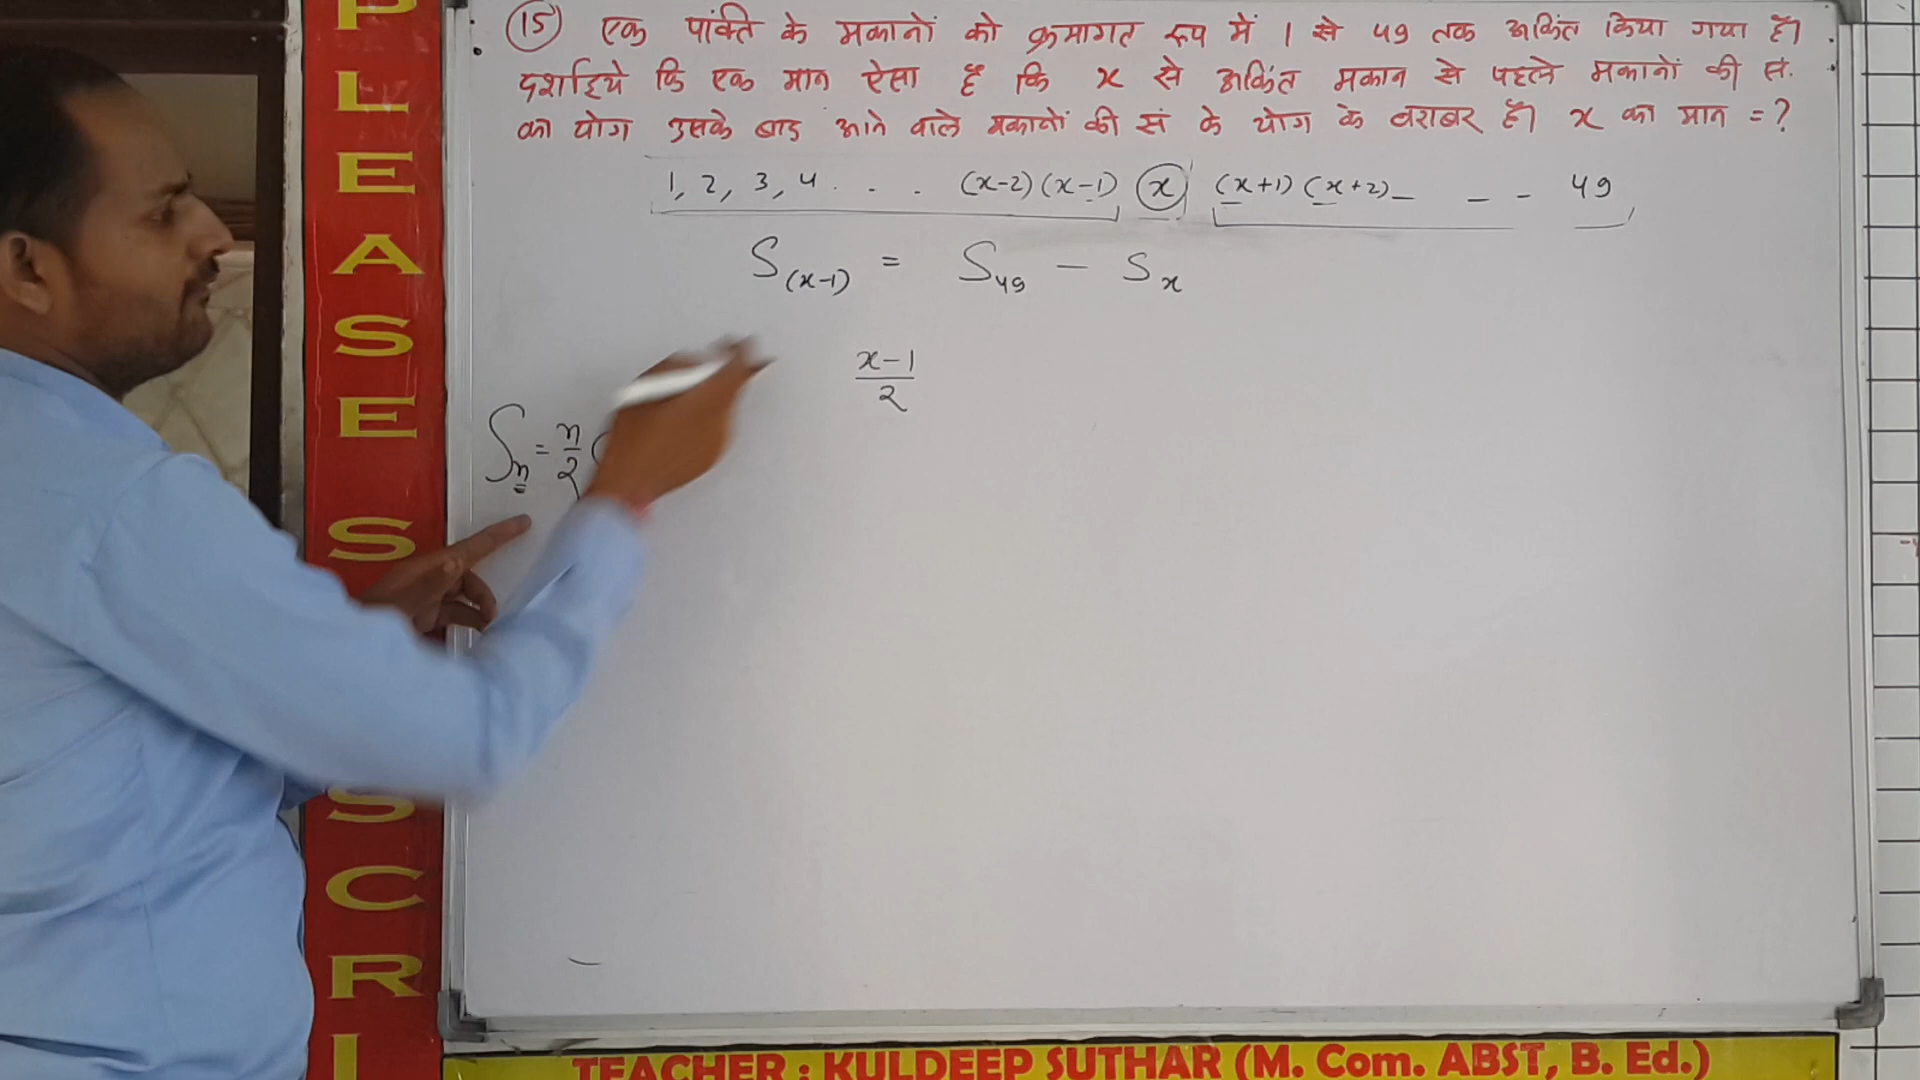 PLEASE SCRI
(15) एक पांक्ति के मकानों को क्रमागत रूप में 1 से 49 तक अकिंत किया गया है।
दर्शाइये कि एक मान ऐसा है कि x से अकिंत मकान से पहले मकानों की सं.
का योग उसके बाद आने वाले मकानों की सं के योग के बराबर है। x का मान = ?
1, 2, 3, 4 . . . (x-2) (x-1) (x) (x+1) (x+2) _ _ _ - 49
S(x-1) = S49 - Sx
x-1/2
Sn = n/2 (
TEACHER : KULDEEP SUTHAR (M. Com. ABST, B. Ed.)